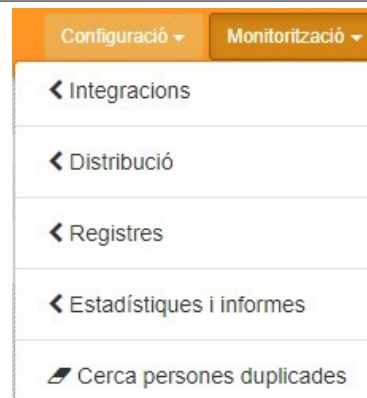 Configuració Monitorització
Integracions
Distribució
Registres
Estadístiques i informes
Cerca persones duplicades